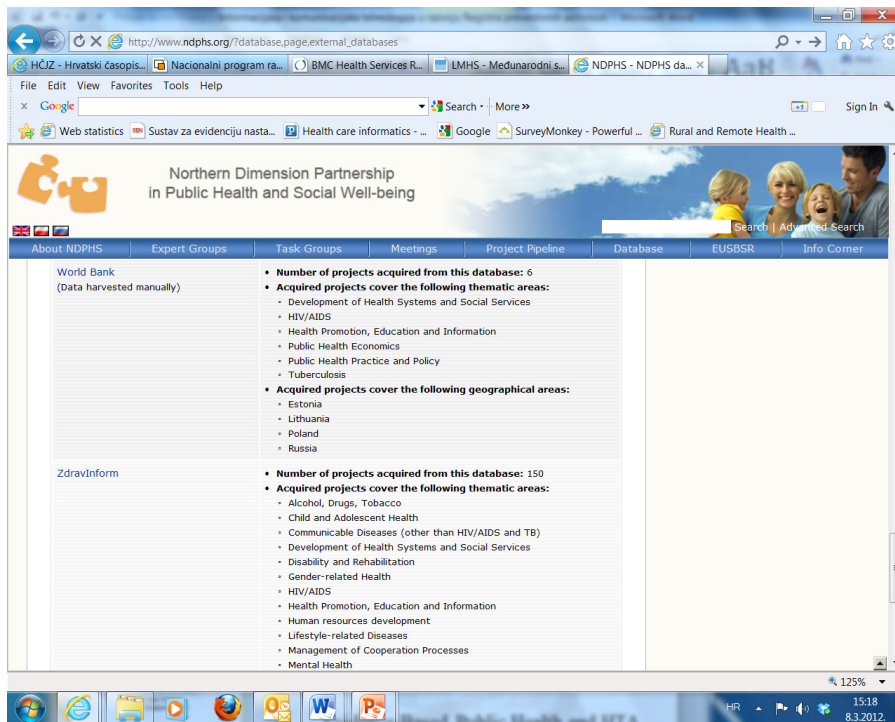 http://www.ndphs.org/?database,page,external_databases
HČJZ - Hrvatski časopis...
Nacionalni program ra...
BMC Health Services R...
LMHS - Međunarodni s...
NDPHS - NDPHS da...
File Edit View Favorites Tools Help
Google
Search
More »
Sign In
Web statistics
Sustav za evidenciju nasta...
Health care informatics - ...
Google
SurveyMonkey - Powerful ...
Rural and Remote Health ...
Northern Dimension Partnership
in Public Health and Social Well-being
Search | Advanced Search
About NDPHS
Expert Groups
Task Groups
Meetings
Project Pipeline
Database
EUSBSR
Info Corner
World Bank
(Data harvested manually)
• Number of projects acquired from this database: 6
• Acquired projects cover the following thematic areas:
◦ Development of Health Systems and Social Services
◦ HIV/AIDS
◦ Health Promotion, Education and Information
◦ Public Health Economics
◦ Public Health Practice and Policy
◦ Tuberculosis
• Acquired projects cover the following geographical areas:
◦ Estonia
◦ Lithuania
◦ Poland
◦ Russia
ZdravInform
• Number of projects acquired from this database: 150
• Acquired projects cover the following thematic areas:
◦ Alcohol, Drugs, Tobacco
◦ Child and Adolescent Health
◦ Communicable Diseases (other than HIV/AIDS and TB)
◦ Development of Health Systems and Social Services
◦ Disability and Rehabilitation
◦ Gender-related Health
◦ HIV/AIDS
◦ Health Promotion, Education and Information
◦ Human resources development
◦ Lifestyle-related Diseases
◦ Management of Cooperation Processes
◦ Mental Health
125%
HR
15:18
8.3.2012